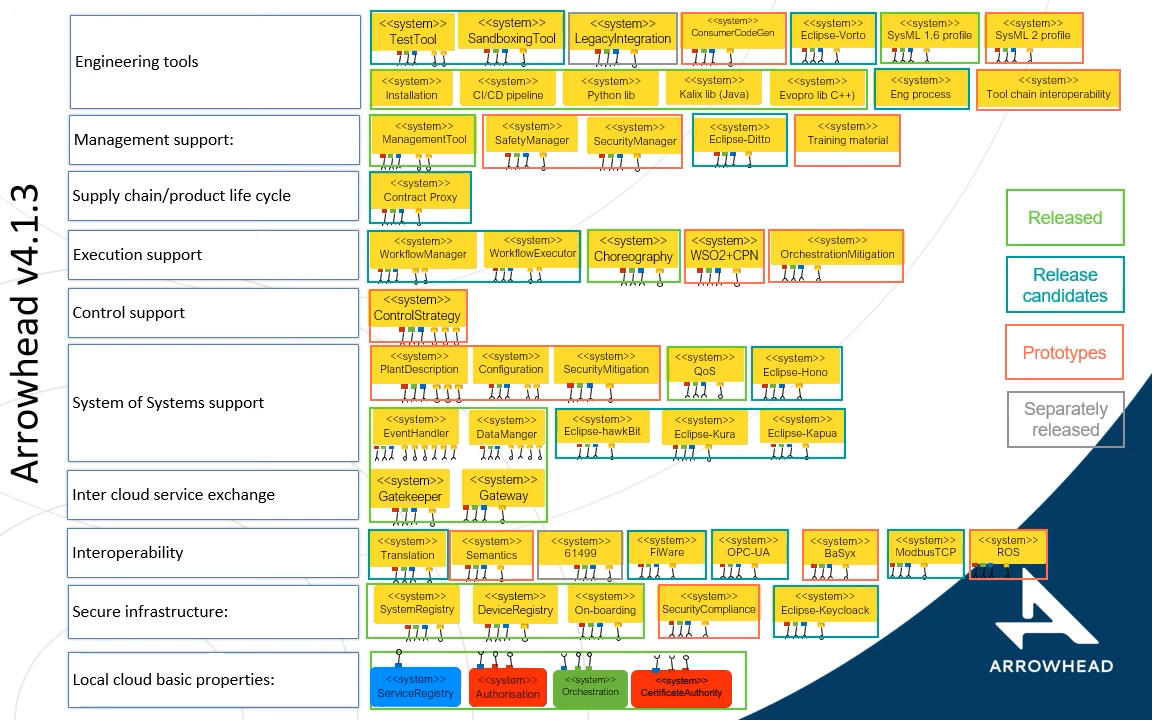 Arrowhead v4.1.3
Engineering tools
<<system>>
TestTool
<<system>>
SandboxingTool
<<system>>
LegacyIntegration
<<system>>
ConsumerCodeGen
<<system>>
Eclipse-Vorto
<<system>>
SysML 1.6 profile
<<system>>
SysML 2 profile
<<system>>
Installation
<<system>>
CI/CD pipeline
<<system>>
Python lib
<<system>>
Kalix lib (Java)
<<system>>
Evopro lib C++)
<<system>>
Eng process
<<system>>
Tool chain interoperability
Management support:
<<system>>
ManagementTool
<<system>>
SafetyManager
<<system>>
SecurityManager
<<system>>
Eclipse-Ditto
<<system>>
Training material
Supply chain/product life cycle
<<system>>
Contract Proxy
Execution support
<<system>>
WorkflowManager
<<system>>
WorkflowExecutor
<<system>>
Choreography
<<system>>
WSO2+CPN
<<system>>
OrchestrationMitigation
Control support
<<system>>
ControlStrategy
System of Systems support
<<system>>
PlantDescription
<<system>>
Configuration
<<system>>
SecurityMitigation
<<system>>
QoS
<<system>>
Eclipse-Hono
<<system>>
EventHandler
<<system>>
DataManger
<<system>>
Eclipse-hawkBit
<<system>>
Eclipse-Kura
<<system>>
Eclipse-Kapua
Inter cloud service exchange
<<system>>
Gatekeeper
<<system>>
Gateway
Interoperability
<<system>>
Translation
<<system>>
Semantics
<<system>>
61499
<<system>>
FiWare
<<system>>
OPC-UA
<<system>>
BaSyx
<<system>>
ModbusTCP
<<system>>
ROS
Secure infrastructure:
<<system>>
SystemRegistry
<<system>>
DeviceRegistry
<<system>>
On-boarding
<<system>>
SecurityCompliance
<<system>>
Eclipse-Keycloack
Local cloud basic properties:
<<system>>
ServiceRegistry
<<system>>
Authorisation
<<system>>
Orchestration
<<system>>
CertificateAuthority
Released
Release
candidates
Prototypes
Separately
released
ARROWHEAD